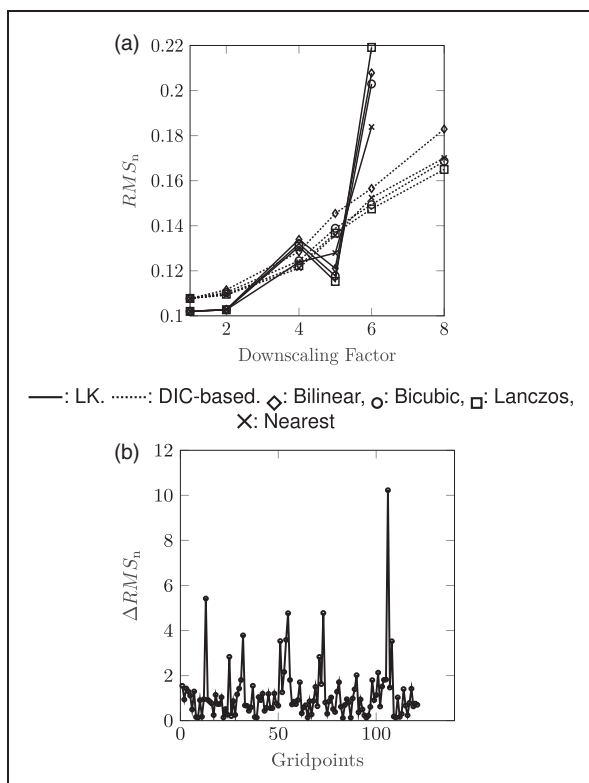 (a)
0.22
0.2
0.18
0.16
0.14
0.12
0.1
RMSn
2 4 6 8
Downscaling Factor
: LK. : DIC-based. : Bilinear, : Bicubic, : Lanczos,
: Nearest
(b)
12
10
8
6
4
2
0
ΔRMSn
0 50 100
Gridpoints